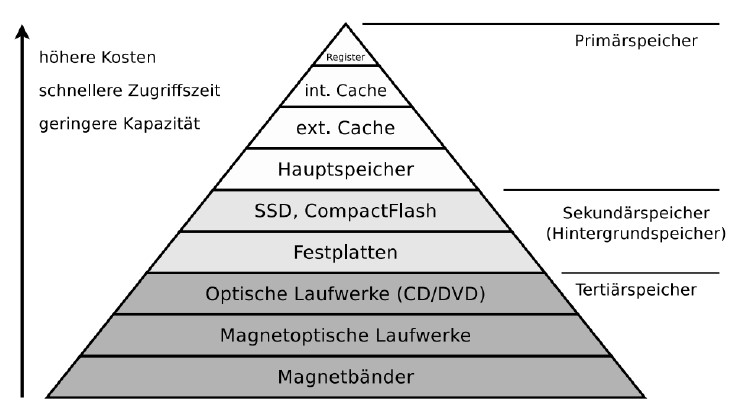 höhere Kosten
schnellere Zugriffszeit
geringere Kapazität
Register
int. Cache
ext. Cache
Hauptspeicher
SSD, CompactFlash
Festplatten
Optische Laufwerke (CD/DVD)
Magnetoptische Laufwerke
Magnetbänder
Primärspeicher
Sekundärspeicher
(Hintergrundspeicher)
Tertiärspeicher